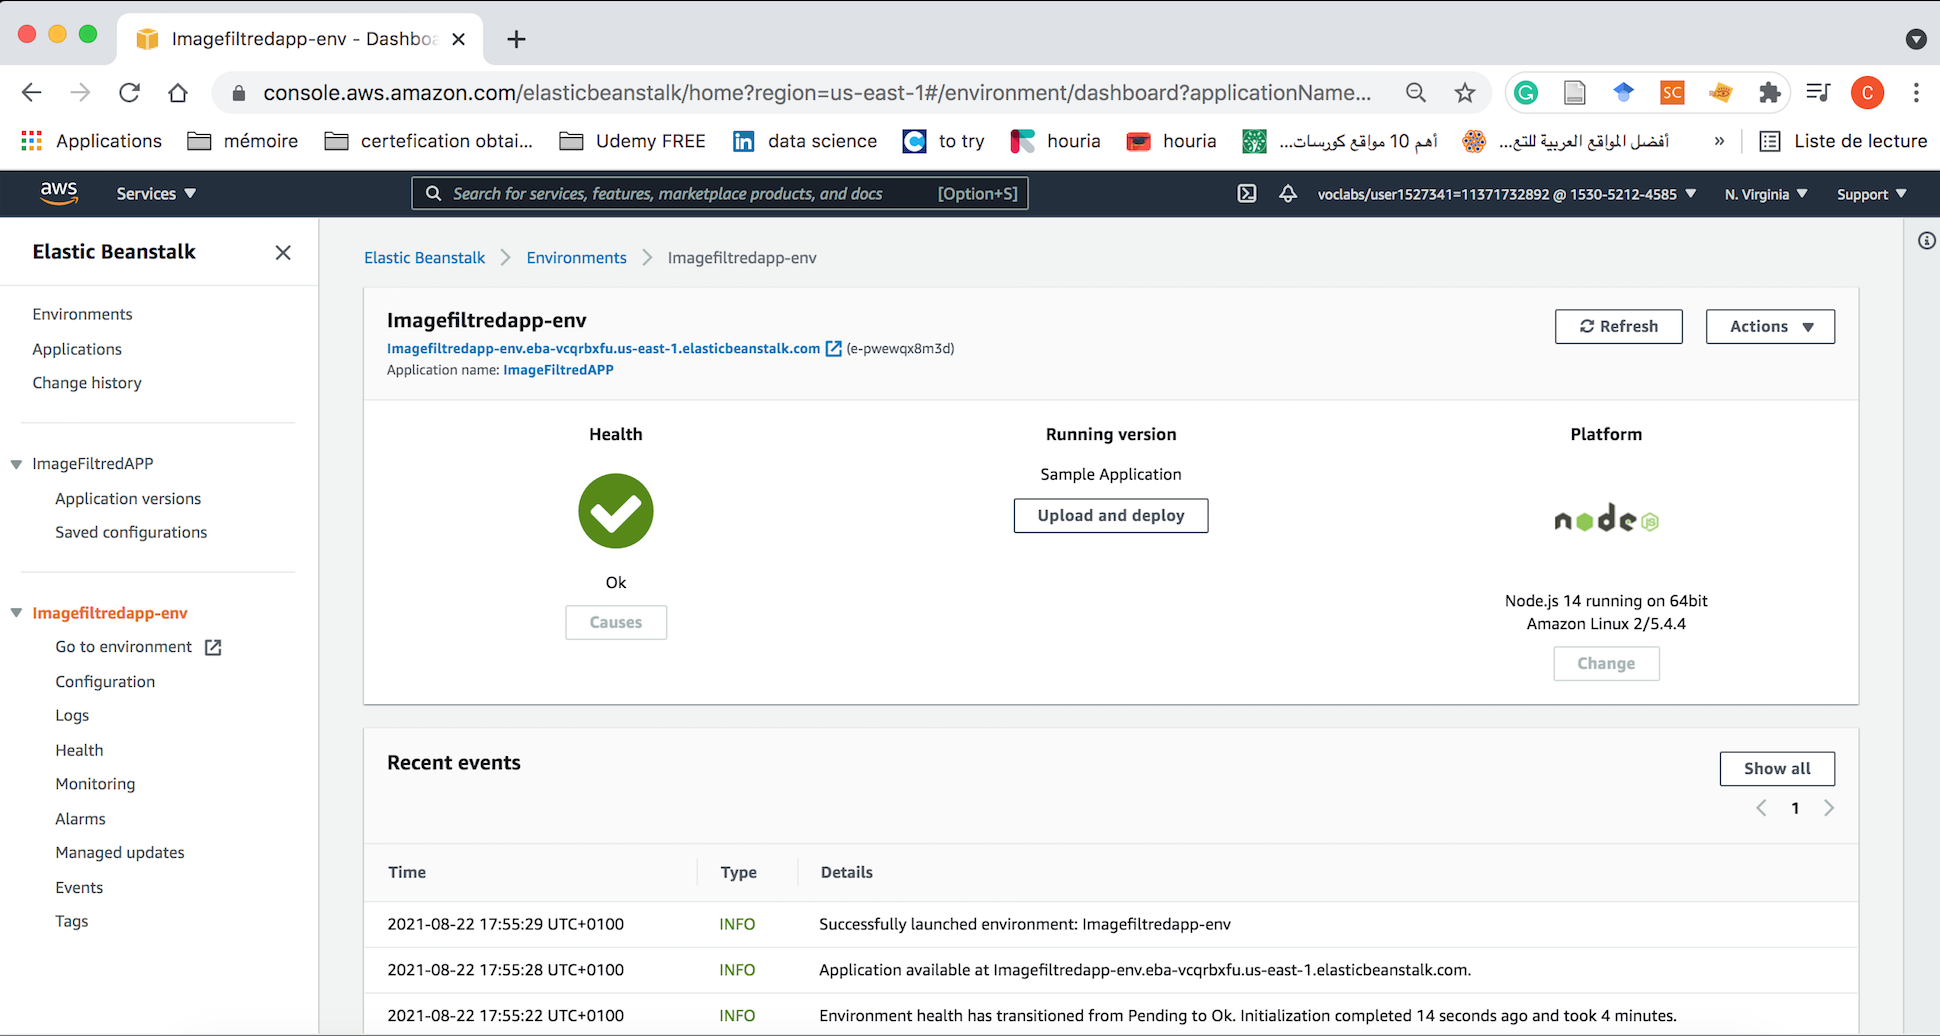 Imagefiltredapp-env - Dashboa
console.aws.amazon.com/elasticbeanstalk/home?region=us-east-1#/environment/dashboard?applicationName...
SC
C
Applications
mémoire
certefication obtai...
Udemy FREE
in
data science
C
to try
houria
houria
أهم 10 مواقع كورسات...
أفضل المواقع العربية للتع...
»
Liste de lecture
aws
Services
Search for services, features, marketplace products, and docs
[Option+S]
voclabs/user1527341=11371732892 @ 1530-5212-4585
N. Virginia
Support
Elastic Beanstalk
Environments
Applications
Change history
ImageFiltredAPP
Application versions
Saved configurations
Imagefiltredapp-env
Go to environment
Configuration
Logs
Health
Monitoring
Alarms
Managed updates
Events
Tags
Elastic Beanstalk > Environments > Imagefiltredapp-env
Imagefiltredapp-env
Imagefiltredapp-env.eba-vcqrbxfu.us-east-1.elasticbeanstalk.com (e-pwewqx8m3d)
Application name: ImageFiltredAPP
Refresh
Actions
Health
Ok
Causes
Running version
Sample Application
Upload and deploy
Platform
node JS
Node.js 14 running on 64bit
Amazon Linux 2/5.4.4
Change
Recent events
Show all
1
Time Type Details
2021-08-22 17:55:29 UTC+0100 INFO Successfully launched environment: Imagefiltredapp-env
2021-08-22 17:55:28 UTC+0100 INFO Application available at Imagefiltredapp-env.eba-vcqrbxfu.us-east-1.elasticbeanstalk.com.
2021-08-22 17:55:22 UTC+0100 INFO Environment health has transitioned from Pending to Ok. Initialization completed 14 seconds ago and took 4 minutes.